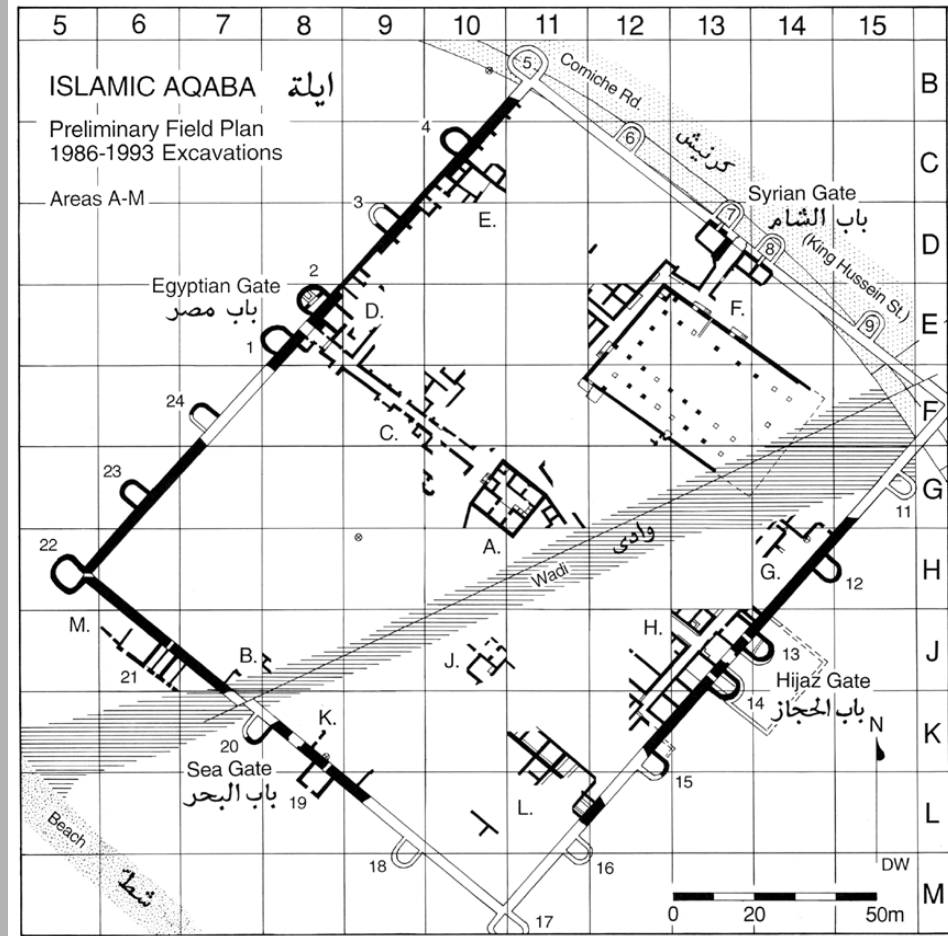 5 6 7 8 9 10 11 12 13 14 15
B
C
D
E
F
G
H
J
K
L
M
ISLAMIC AQABA ايلة
Preliminary Field Plan
1986-1993 Excavations
Areas A-M
5
Corniche Rd.
كرنيش
6
4
E.
3
7
Syrian Gate
باب الشام
8
(King Hussein St.)
9
F.
2
Egyptian Gate
باب مصر
D.
1
24
C.
23
11
A.
وادى
Wadi
G.
12
22
M.
H.
21
B.
J.
13
Hijaz Gate
باب الحجاز
14
N
K.
20
Sea Gate
باب البحر
19
15
L.
Beach
شط
18
16
17
DW
0 20 50m